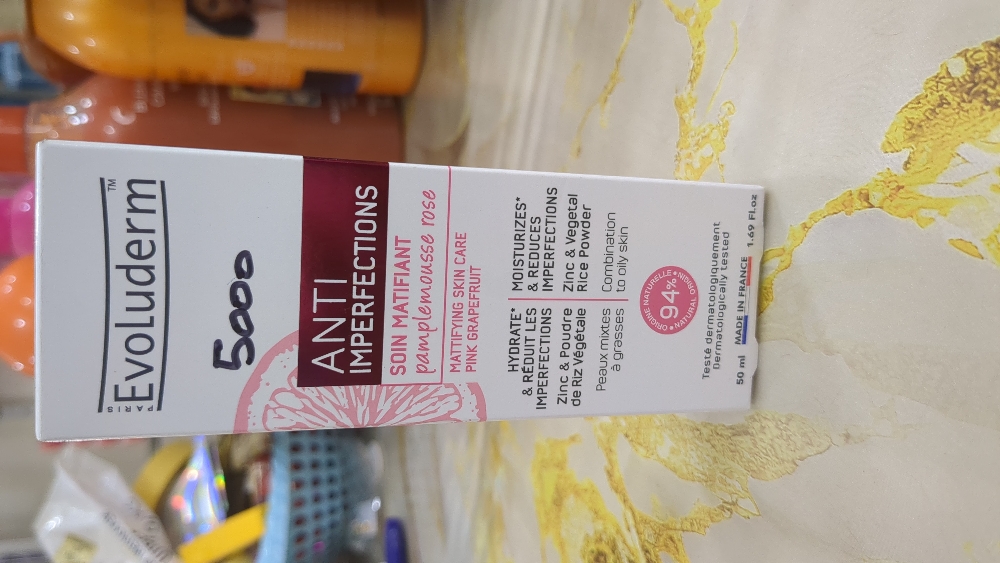 EvoLuderm™
PARIS
5000
ANTI
IMPERFECTIONS
SOIN MATIFIANT
pamplemousse rose
MATTIFYING SKIN CARE
PINK GRAPEFRUIT
HYDRATE*
& RÉDUIT LES
IMPERFECTIONS
Zinc & Poudre
de Riz Végétale
Peaux mixtes
à grasses
MOISTURIZES*
& REDUCES
IMPERFECTIONS
Zinc & Vegetal
Rice Powder
Combination
to oily skin
ORIGINE NATURELLE
94%
NATURAL ORIGIN
Testé dermatologiquement
Dermatologically tested
50 ml MADE IN FRANCE 1.69 Fl.oz